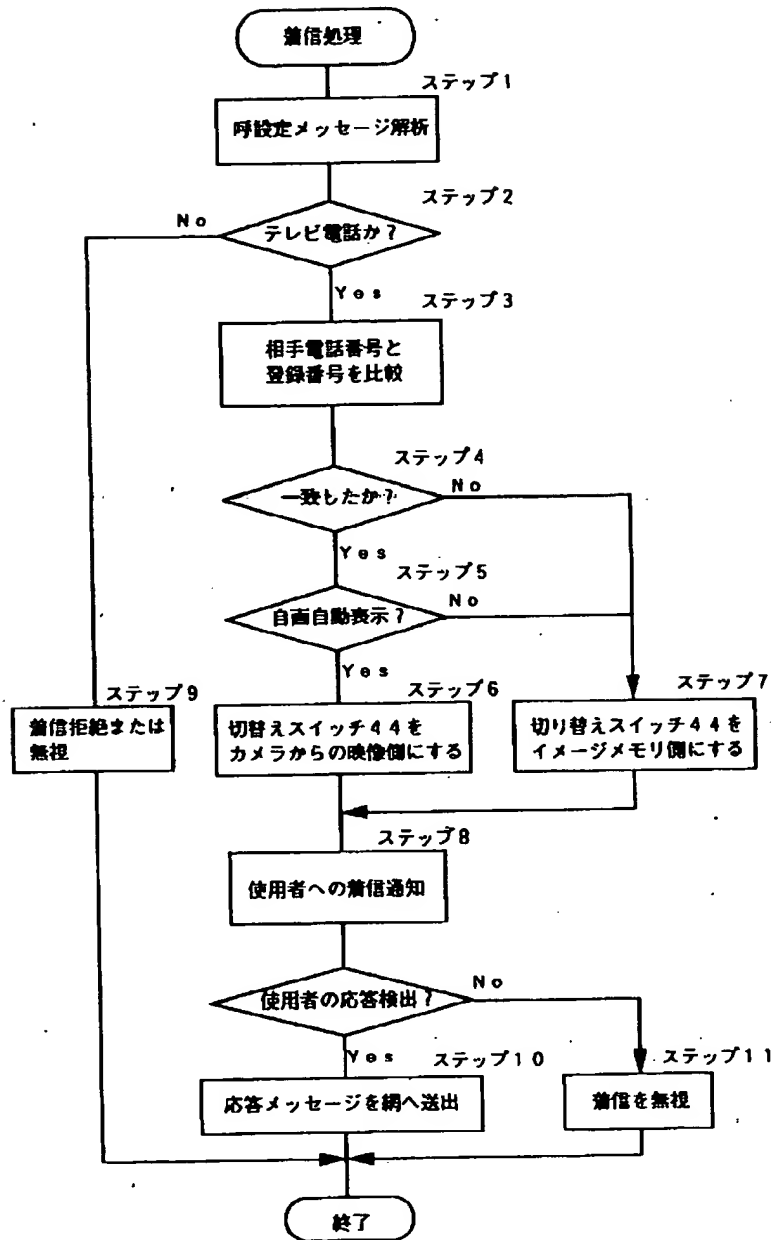 着信処理
ステップ1
呼設定メッセージ解析
ステップ2
No
テレビ電話か?
Yes
ステップ3
相手電話番号と
登録番号を比較
ステップ4
一致したか?
No
Yes
ステップ5
自画自動表示?
No
Yes
ステップ9
ステップ6
ステップ7
着信拒絶または
無視
切替えスイッチ44を
カメラからの映像側にする
切り替えスイッチ44を
イメージメモリ側にする
ステップ8
使用者への着信通知
使用者の応答検出?
No
Yes
ステップ10
ステップ11
応答メッセージを網へ送出
着信を無視
終了